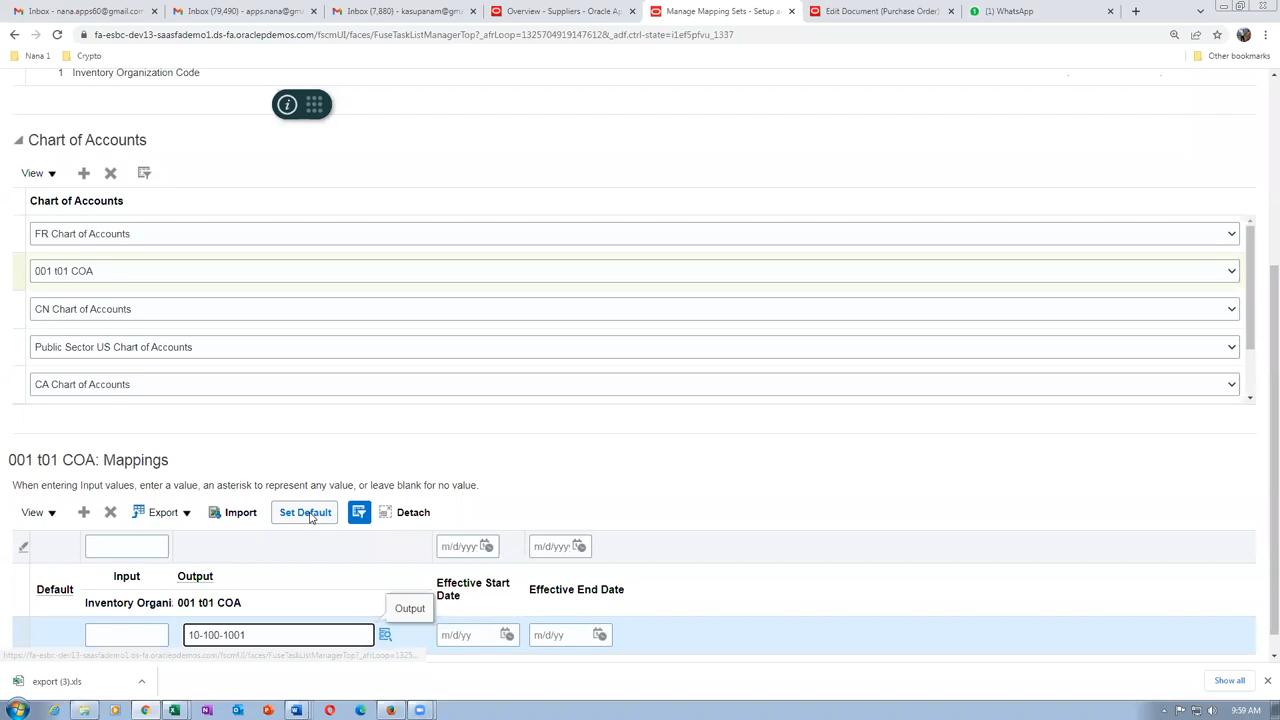 Inbox - nana.apps60@gmail.com
Inbox (79,490) - apps.nana@gm
Inbox (7,880) - kasupanam@gm
Overview - Suppliers - Oracle Ap
Manage Mapping Sets - Setup a
Edit Document (Purchase Order)
(1) WhatsApp
fa-esbc-dev13-saasfademo1.ds-fa.oraclepdemos.com/fscmUI/faces/FuseTaskListManagerTop?_afrLoop=13257049191476128&_adf.ctrl-state=i1ef5pfvu_1337
Nana 1
Crypto
Other bookmarks
1 Inventory Organization Code
Chart of Accounts
View
Chart of Accounts
FR Chart of Accounts
001 t01 COA
CN Chart of Accounts
Public Sector US Chart of Accounts
CA Chart of Accounts
001 t01 COA: Mappings
When entering Input values, enter a value, an asterisk to represent any value, or leave blank for no value.
View Export Import Set Default Detach
m/d/yyy m/d/yyy
Default Input Output Effective Start Date Effective End Date
Inventory Organi: 001 t01 COA
Output
10-100-1001 m/d/yy m/d/yy
https://fa-esbc-dev13-saasfademo1.ds-fa.oraclepdemos.com/fscmUI/faces/FuseTaskListManagerTop?_afrLoop=1325...
export (3).xls
Show all
9:59 AM